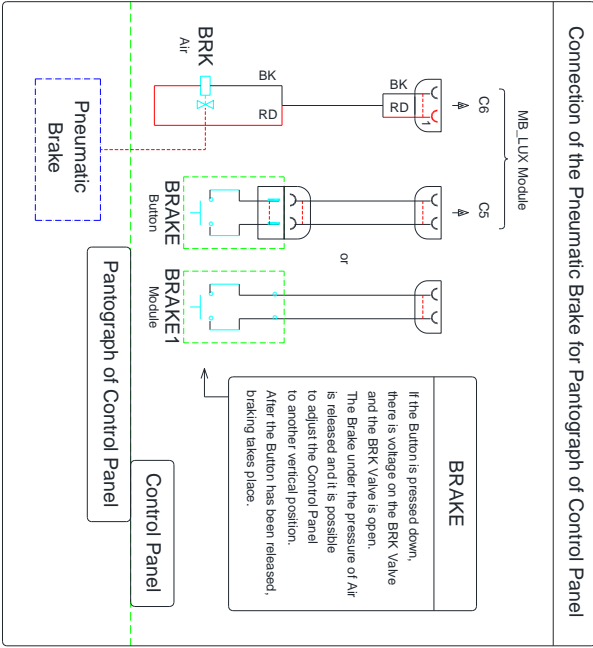 Connection of the Pneumatic Brake for Pantograph of Control Panel
MB_LUX Module
C6
C5
BK
RD
1
BK
RD
BRK
Air
or
BRAKE
Button
BRAKE1
Module
Pneumatic
Brake
BRAKE
If the Button is pressed down,
there is voltage on the BRK Valve
and the BRK Valve is open.
The Brake under the pressure of Air
is released and it is possible
to adjust the Control Panel
to another vertical position.
After the Button has been released,
braking takes place.
Control Panel
Pantograph of Control Panel